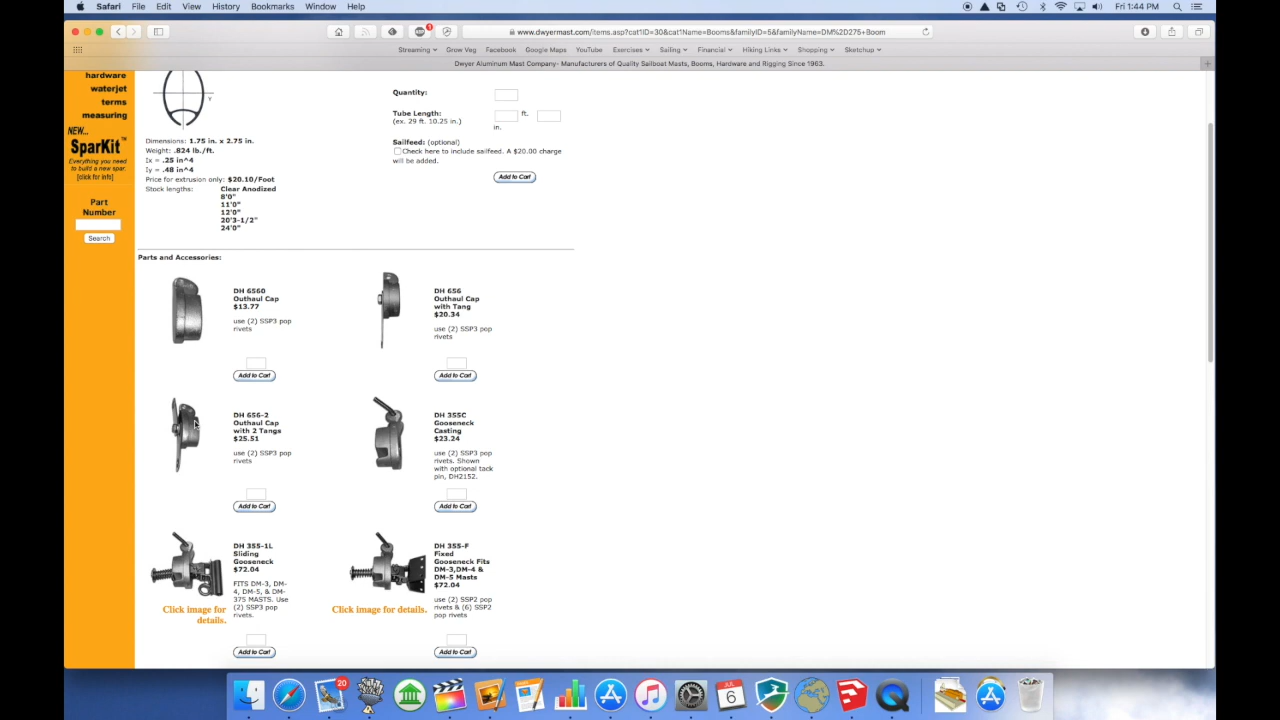 Safari File Edit View History Bookmarks Window Help
Fri 1:44 PM
www.dwyermast.com/items.asp?cat1ID=30&cat1Name=Booms&familyID=5&familyName=DM%2D275+Boom
Streaming Grow Veg Facebook Google Maps YouTube Exercises Sailing Financial Hiking Links Shopping Sketchup
Dwyer Aluminum Mast Company- Manufacturers of Quality Sailboat Masts, Booms, Hardware and Rigging Since 1963.
hardware
waterjet
terms
measuring
NEW...
SparKit™
Everything you need
to build a new spar.
[click for info]
Part
Number
Search
Y
Dimensions: 1.75 in. x 2.75 in.
Weight: .824 lb./ft.
Ix = .25 in^4
Iy = .48 in^4
Price for extrusion only: $20.10/Foot
Stock lengths: Clear Anodized
8'0"
11'0"
12'0"
20'3-1/2"
24'0"
Quantity:
Tube Length:
(ex. 29 ft. 10.25 in.)
ft.
in.
Sailfeed: (optional)
Check here to include sailfeed. A $20.00 charge
will be added.
Add to Cart
Parts and Accessories:
DH 6560
Outhaul Cap
$13.77
use (2) SSP3 pop
rivets
Add to Cart
DH 656
Outhaul Cap
with Tang
$20.34
use (2) SSP3 pop
rivets
Add to Cart
DH 656-2
Outhaul Cap
with 2 Tangs
$25.51
use (2) SSP3 pop
rivets
Add to Cart
DH 355C
Gooseneck
Casting
$23.24
use (2) SSP3 pop
rivets. Shown
with optional tack
pin, DH2152.
Add to Cart
Click image for
details.
DH 355-1L
Sliding
Gooseneck
$72.04
FITS DM-3, DM-
4, DM-5, & DM-
375 MASTS. Use
(2) SSP3 pop
rivets.
Add to Cart
Click image for details.
DH 355-F
Fixed
Gooseneck Fits
DM-3,DM-4 &
DM-5 Masts
$72.04
use (2) SSP2 pop
rivets & (6) SSP2
pop rivets
Add to Cart
20
JUL
6